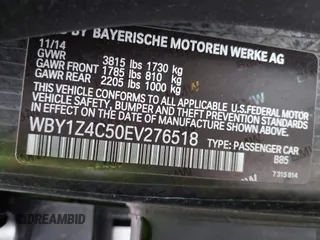 BY BAYERISCHE MOTOREN WERKE AG
11/14
GVWR 3815 lbs 1730 kg
GAWR FRONT 1785 lbs 810 kg
GAWR REAR 2205 lbs 1000 kg
THIS VEHICLE CONFORMS TO ALL APPLICABLE U.S. FEDERAL MOTOR
VEHICLE SAFETY, BUMPER, AND THEFT PREVENTION STANDARDS
IN EFFECT ON THE DATE OF MANUFACTURE SHOWN ABOVE.
WBY1Z4C50EV276518 TYPE: PASSENGER CAR
B85
7 315 814
DREAMBID